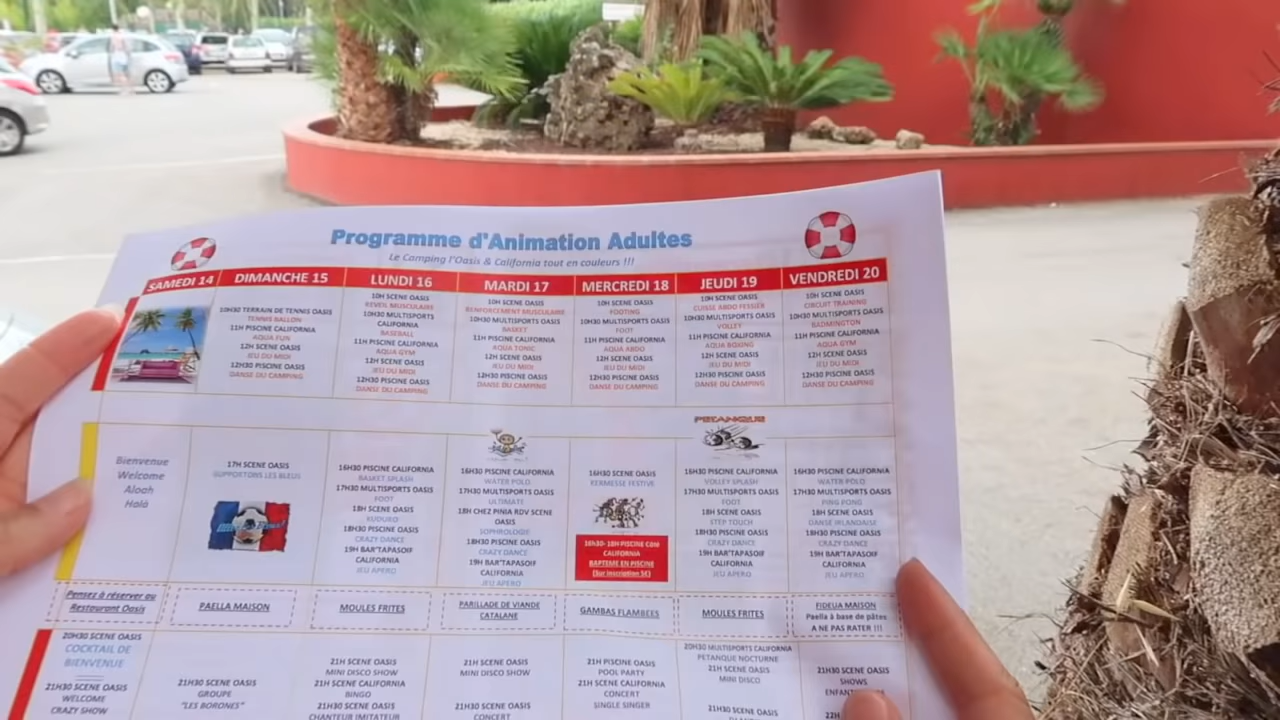 Programme d'Animation Adultes
Le Camping l'Oasis & California tout en couleurs !!!
SAMEDI 14
DIMANCHE 15
LUNDI 16
MARDI 17
MERCREDI 18
JEUDI 19
VENDREDI 20
10H30 TERRAIN DE TENNIS OASIS
TENNIS BALLON
11H PISCINE CALIFORNIA
AQUA FUN
12H SCENE OASIS
JEU DU MIDI
12H30 PISCINE OASIS
DANSE DU CAMPING
10H SCENE OASIS
REVEIL MUSCULAIRE
10H30 MULTISPORTS
CALIFORNIA
BASEBALL
11H PISCINE CALIFORNIA
AQUA GYM
12H SCENE OASIS
JEU DU MIDI
12H30 PISCINE OASIS
DANSE DU CAMPING
10H SCENE OASIS
RENFORCEMENT MUSCULAIRE
10H30 MULTISPORTS OASIS
BASKET
11H PISCINE CALIFORNIA
AQUA TONIC
12H SCENE OASIS
JEU DU MIDI
12H30 PISCINE OASIS
DANSE DU CAMPING
10H SCENE OASIS
FOOTING
10H30 MULTISPORTS OASIS
FOOT
11H PISCINE CALIFORNIA
AQUA ABDO
12H SCENE OASIS
JEU DU MIDI
12H30 PISCINE OASIS
DANSE DU CAMPING
10H SCENE OASIS
CUISSE ABDO FESSIER
10H30 MULTISPORTS OASIS
VOLLEY
11H PISCINE CALIFORNIA
AQUA BOXING
12H SCENE OASIS
JEU DU MIDI
12H30 PISCINE OASIS
DANSE DU CAMPING
10H SCENE OASIS
CIRCUIT TRAINING
10H30 MULTISPORTS OASIS
BADMINGTON
11H PISCINE CALIFORNIA
AQUA GYM
12H SCENE OASIS
JEU DU MIDI
12H30 PISCINE OASIS
DANSE DU CAMPING
Bienvenue
Welcome
Aloah
Holà
17H SCENE OASIS
SUPPORTONS LES BLEUS
16H30 PISCINE CALIFORNIA
BASKET SPLASH
17H30 MULTISPORTS OASIS
FOOT
18H SCENE OASIS
KUDURO
18H30 PISCINE OASIS
CRAZY DANCE
19H BAR'TAPASOIF
CALIFORNIA
JEU APERO
16H30 PISCINE CALIFORNIA
WATER POLO
17H30 MULTISPORTS OASIS
ULTIMATE
18H CHEZ PINIA RDV SCENE
OASIS
SOPHROLOGIE
18H30 PISCINE OASIS
CRAZY DANCE
19H BAR'TAPASOIF
CALIFORNIA
JEU APERO
16H30 SCENE OASIS
KERMESSE FESTIVE
16h30- 18H PISCINE Coté
CALIFORNIA
BAPTEME EN PISCINE
(Sur inscription 5€)
PETANQUE
16H30 PISCINE CALIFORNIA
VOLLEY SPLASH
17H30 MULTISPORTS OASIS
FOOT
18H SCENE OASIS
STEP TOUCH
18H30 PISCINE OASIS
CRAZY DANCE
19H BAR'TAPASOIF
CALIFORNIA
JEU APERO
16H30 PISCINE CALIFORNIA
WATER POLO
17H30 MULTISPORTS OASIS
PING PONG
18H SCENE OASIS
DANSE IRLANDAISE
18H30 PISCINE OASIS
CRAZY DANCE
19H BAR'TAPASOIF
CALIFORNIA
JEU APERO
Pensez à réserver au
Restaurant Oasis
PAELLA MAISON
MOULES FRITES
PARILLADE DE VIANDE
CATALANE
GAMBAS FLAMBEES
MOULES FRITES
FIDEUA MAISON
Paella à base de pâtes
A NE PAS RATER !!!
20H30 SCENE OASIS
COCKTAIL DE
BIENVENUE
21H30 SCENE OASIS
WELCOME
CRAZY SHOW
21H30 SCENE OASIS
GROUPE
"LES BORONES"
21H SCENE OASIS
MINI DISCO SHOW
21H SCENE CALIFORNIA
BINGO
21H30 SCENE OASIS
CHANTEUR IMITATEUR
21H SCENE OASIS
MINI DISCO SHOW
21H30 SCENE OASIS
CONCERT
21H PISCINE OASIS
POOL PARTY
21H SCENE CALIFORNIA
CONCERT
SINGLE SINGER
20H30 MULTISPORTS CALIFORNIA
PETANQUE NOCTURNE
21H SCENE OASIS
MINI DISCO
21H30 SCENE OASIS
21H30 SCENE OASIS
SHOWS